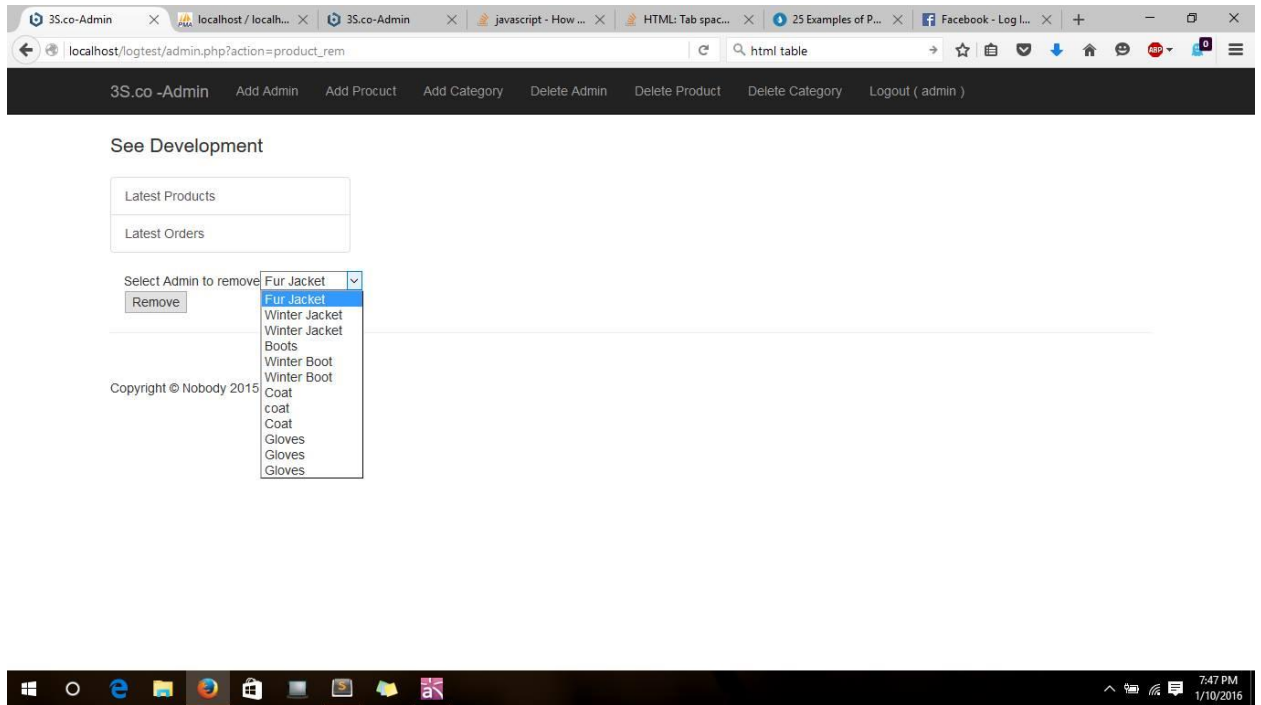 3S.co-Admin
localhost / localh...
3S.co-Admin
javascript - How ...
HTML: Tab spac...
25 Examples of P...
Facebook - Log I...
localhost/logtest/admin.php?action=product_rem
html table
ABP
0
3S.co -Admin Add Admin Add Procuct Add Category Delete Admin Delete Product Delete Category Logout ( admin )
See Development
Latest Products
Latest Orders
Select Admin to remove Fur Jacket
Remove
Fur Jacket
Winter Jacket
Winter Jacket
Boots
Winter Boot
Winter Boot
Coat
coat
Coat
Gloves
Gloves
Gloves
Copyright © Nobody 2015
7:47 PM
1/10/2016